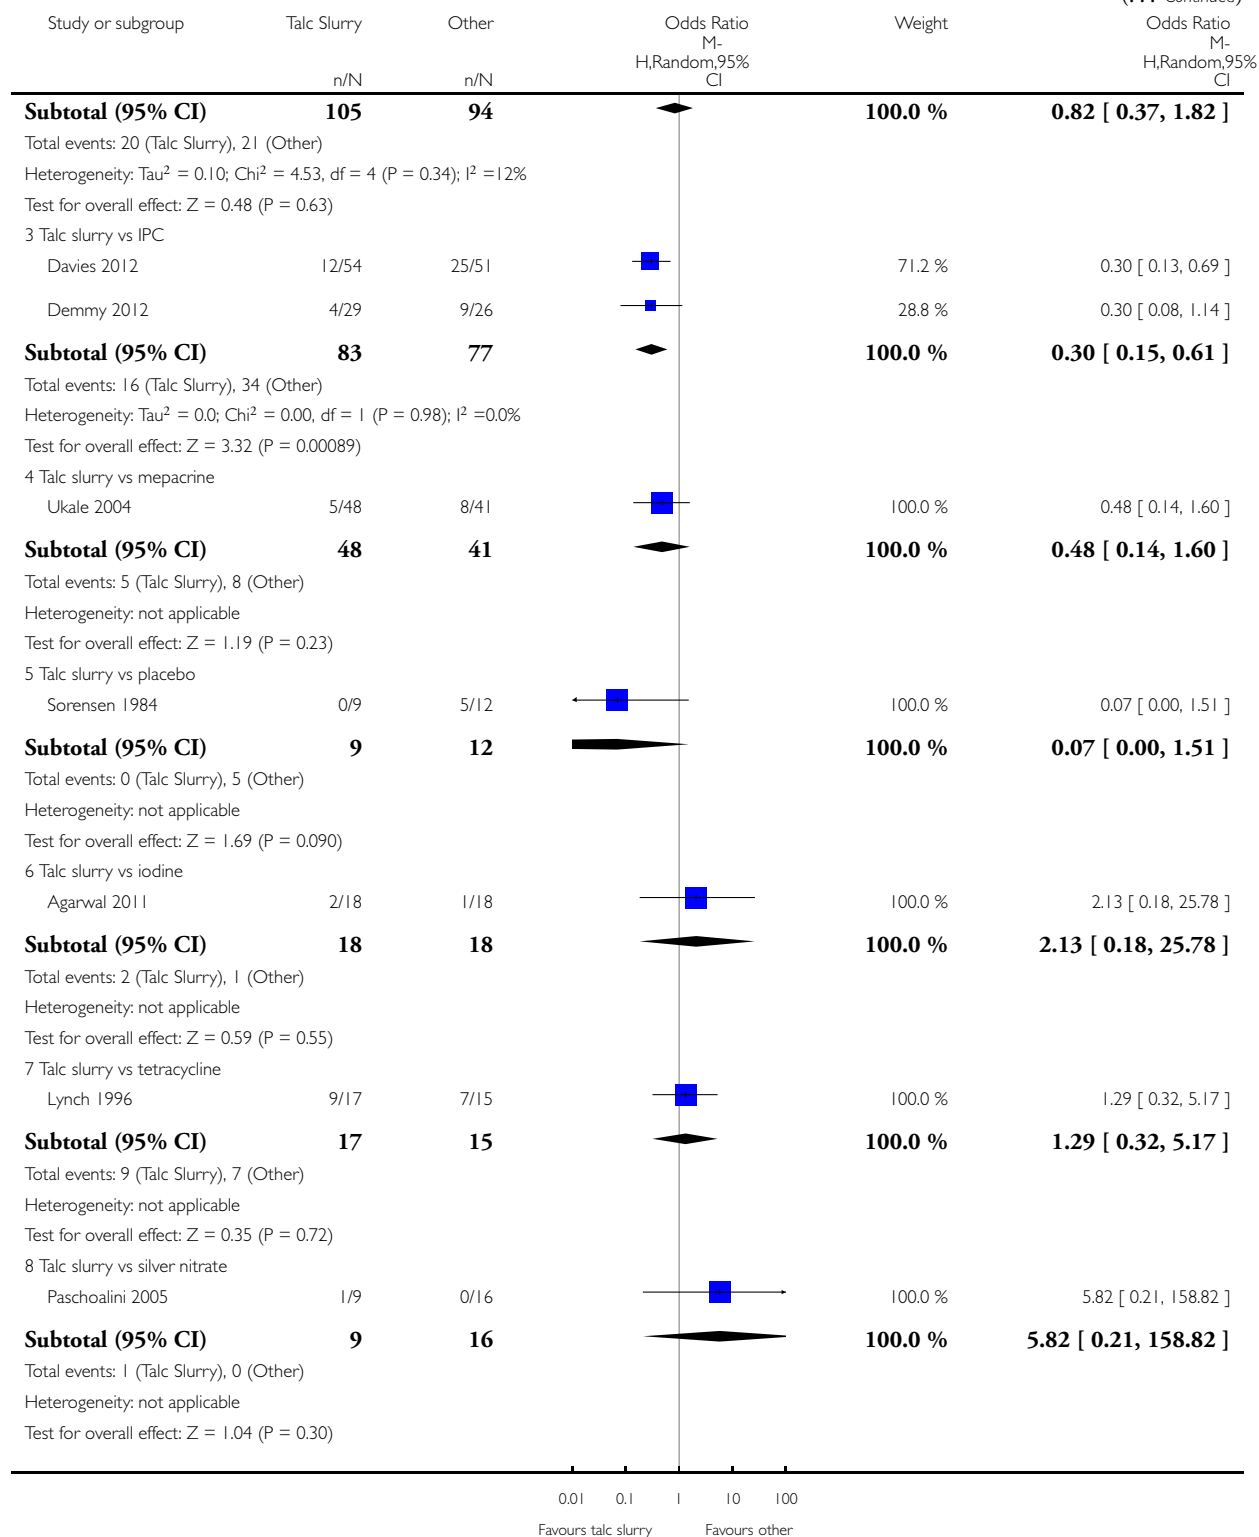 Continued)
Study or subgroup Talc Slurry Other Odds Ratio Weight Odds Ratio
M- M-
H,Random,95% H,Random,95%
n/N n/N CI CI
Subtotal (95% CI) 105 94 100.0 % 0.82 [ 0.37, 1.82 ]
Total events: 20 (Talc Slurry), 21 (Other)
Heterogeneity: Tau² = 0.10; Chi² = 4.53, df = 4 (P = 0.34); I² =12%
Test for overall effect: Z = 0.48 (P = 0.63)
3 Talc slurry vs IPC
Davies 2012 12/54 25/51 71.2 % 0.30 [ 0.13, 0.69 ]
Demmy 2012 4/29 9/26 28.8 % 0.30 [ 0.08, 1.14 ]
Subtotal (95% CI) 83 77 100.0 % 0.30 [ 0.15, 0.61 ]
Total events: 16 (Talc Slurry), 34 (Other)
Heterogeneity: Tau² = 0.0; Chi² = 0.00, df = 1 (P = 0.98); I² =0.0%
Test for overall effect: Z = 3.32 (P = 0.00089)
4 Talc slurry vs mepacrine
Ukale 2004 5/48 8/41 100.0 % 0.48 [ 0.14, 1.60 ]
Subtotal (95% CI) 48 41 100.0 % 0.48 [ 0.14, 1.60 ]
Total events: 5 (Talc Slurry), 8 (Other)
Heterogeneity: not applicable
Test for overall effect: Z = 1.19 (P = 0.23)
5 Talc slurry vs placebo
Sorensen 1984 0/9 5/12 100.0 % 0.07 [ 0.00, 1.51 ]
Subtotal (95% CI) 9 12 100.0 % 0.07 [ 0.00, 1.51 ]
Total events: 0 (Talc Slurry), 5 (Other)
Heterogeneity: not applicable
Test for overall effect: Z = 1.69 (P = 0.090)
6 Talc slurry vs iodine
Agarwal 2011 2/18 1/18 100.0 % 2.13 [ 0.18, 25.78 ]
Subtotal (95% CI) 18 18 100.0 % 2.13 [ 0.18, 25.78 ]
Total events: 2 (Talc Slurry), 1 (Other)
Heterogeneity: not applicable
Test for overall effect: Z = 0.59 (P = 0.55)
7 Talc slurry vs tetracycline
Lynch 1996 9/17 7/15 100.0 % 1.29 [ 0.32, 5.17 ]
Subtotal (95% CI) 17 15 100.0 % 1.29 [ 0.32, 5.17 ]
Total events: 9 (Talc Slurry), 7 (Other)
Heterogeneity: not applicable
Test for overall effect: Z = 0.35 (P = 0.72)
8 Talc slurry vs silver nitrate
Paschoalini 2005 1/9 0/16 100.0 % 5.82 [ 0.21, 158.82 ]
Subtotal (95% CI) 9 16 100.0 % 5.82 [ 0.21, 158.82 ]
Total events: 1 (Talc Slurry), 0 (Other)
Heterogeneity: not applicable
Test for overall effect: Z = 1.04 (P = 0.30)
0.01 0.1 1 10 100
Favours talc slurry Favours other